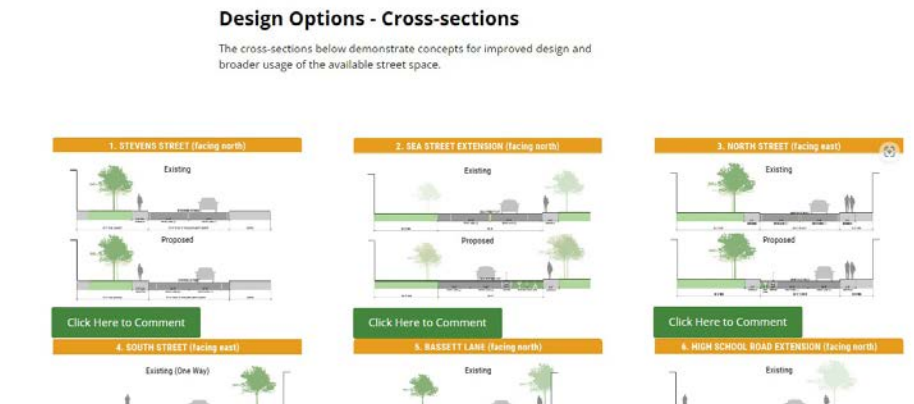 Design Options - Cross-sections
The cross-sections below demonstrate concepts for improved design and
broader usage of the available street space.
1. STEVENS STREET (facing north)
Existing
Proposed
Click Here to Comment
2. SEA STREET EXTENSION (facing north)
Existing
Proposed
Click Here to Comment
3. NORTH STREET (facing east)
Existing
Proposed
Click Here to Comment
4. SOUTH STREET (facing east)
Existing (One Way)
5. BASSETT LANE (facing north)
Existing
6. HIGH SCHOOL ROAD EXTENSION (facing north)
Existing